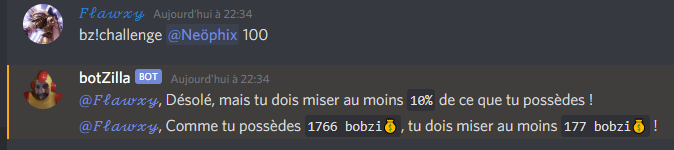 𝓕𝓵𝓪𝔀𝔁𝔂 Aujourd'hui à 22:34
bz!challenge @Neöphix 100
botZilla BOT Aujourd'hui à 22:34
@𝓕𝓵𝓪𝔀𝔁𝔂, Désolé, mais tu dois miser au moins 10% de ce que tu possèdes !
@𝓕𝓵𝓪𝔀𝔁𝔂, Comme tu possèdes 1766 bobzi💰, tu dois miser au moins 177 bobzi💰 !